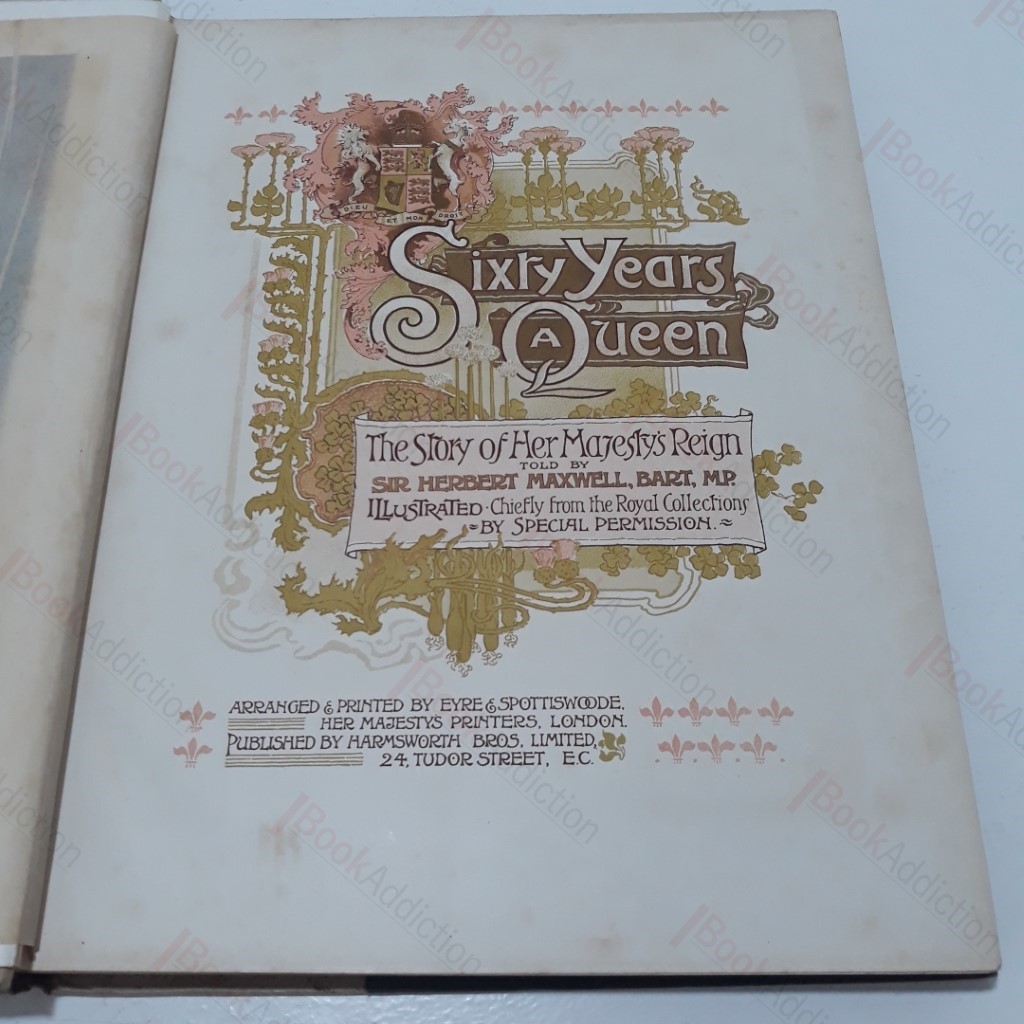 DIEU ET MON DROIT
Sixty Years
A Queen
The Story of Her Majesty's Reign
TOLD BY
SIR HERBERT MAXWELL, BART, M.P.
ILLUSTRATED · Chiefly from the Royal Collections
~ BY SPECIAL PERMISSION. ~
ARRANGED & PRINTED BY EYRE & SPOTTISWOODE,
HER MAJESTY'S PRINTERS, LONDON.
PUBLISHED BY HARMSWORTH BROS, LIMITED,
24, TUDOR STREET, E.C.
BookAddiction